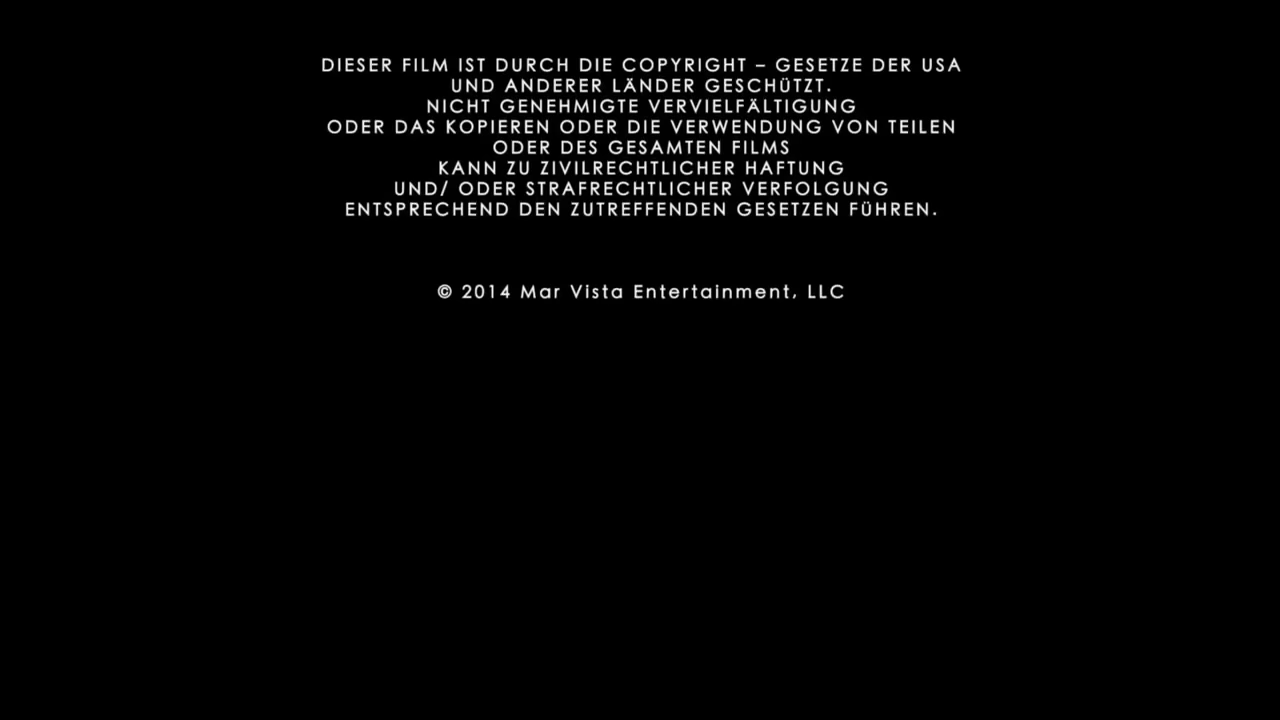 DIESER FILM IST DURCH DIE COPYRIGHT – GESETZE DER USA
UND ANDERER LÄNDER GESCHÜTZT.
NICHT GENEHMIGTE VERVIELFÄLTIGUNG
ODER DAS KOPIEREN ODER DIE VERWENDUNG VON TEILEN
ODER DES GESAMTEN FILMS
KANN ZU ZIVILRECHTLICHER HAFTUNG
UND/ ODER STRAFRECHTLICHER VERFOLGUNG
ENTSPRECHEND DEN ZUTREFFENDEN GESETZEN FÜHREN.
© 2014 Mar Vista Entertainment, LLC